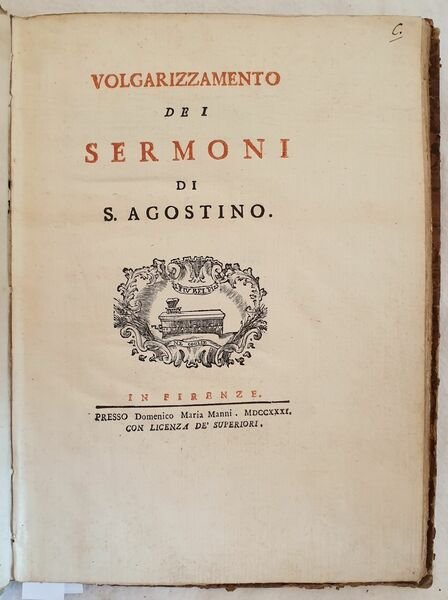 C.
VOLGARIZZAMENTO
DEI
SERMONI
DI
S. AGOSTINO.
IN FIRENZE.
PRESSO Domenico Maria Manni. MDCCXXXI.
CON LICENZA DE' SUPERIORI.